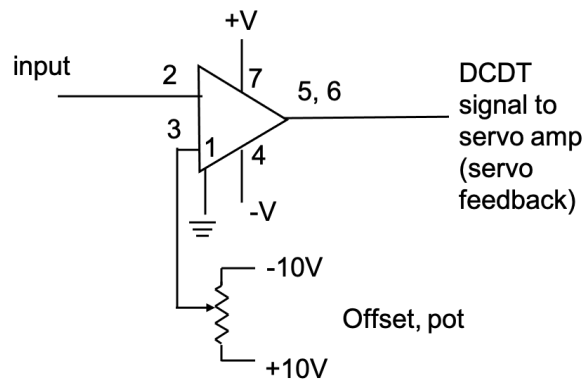 +V
input
2
7
5, 6
DCDT
signal to
servo amp
(servo
feedback)
3
1
4
-V
-10V
Offset, pot
+10V